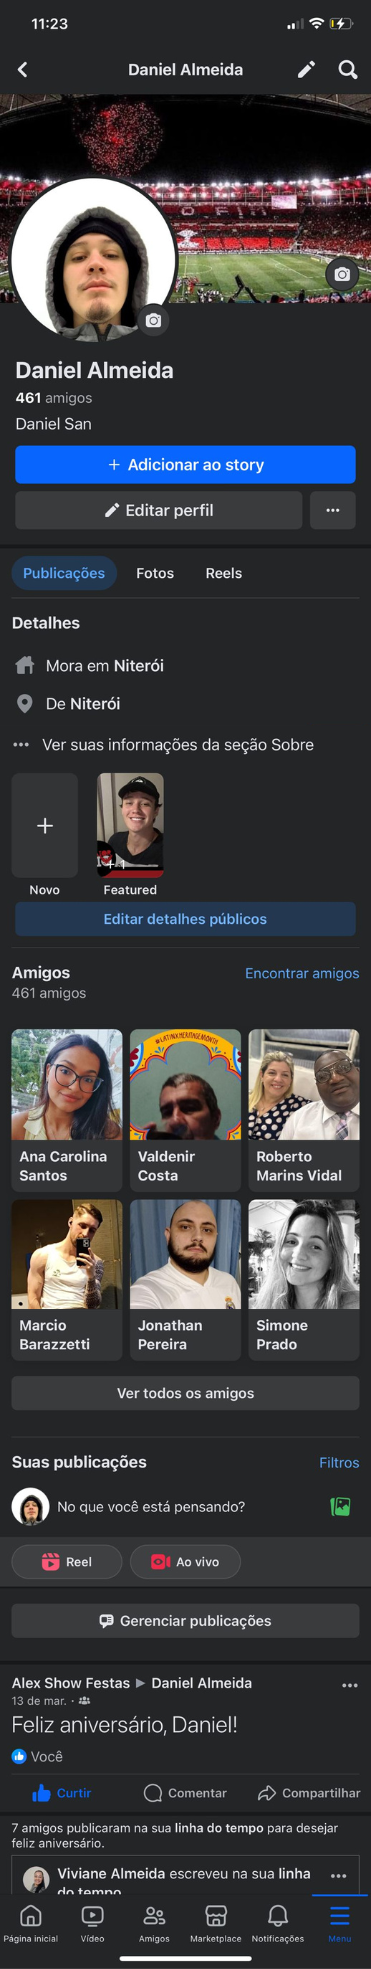 11:23
Daniel Almeida
Daniel Almeida
461 amigos
Daniel San
+ Adicionar ao story
Editar perfil
Publicações Fotos Reels
Detalhes
Mora em Niterói
De Niterói
Ver suas informações da seção Sobre
+ 1
Novo Featured
Editar detalhes públicos
Amigos Encontrar amigos
461 amigos
#LATINXHERITAGEMONTH
Ana Carolina
Santos
Valdenir
Costa
Roberto
Marins Vidal
Marcio
Barazzetti
Jonathan
Pereira
Simone
Prado
Ver todos os amigos
Suas publicações Filtros
No que você está pensando?
Reel Ao vivo
Gerenciar publicações
Alex Show Festas ▶ Daniel Almeida
13 de mar. ·
Feliz aniversário, Daniel!
Você
Curtir Comentar Compartilhar
7 amigos publicaram na sua linha do tempo para desejar
feliz aniversário.
Viviane Almeida escreveu na sua linha
do tempo
Página inicial Vídeo Amigos Marketplace Notificações Menu